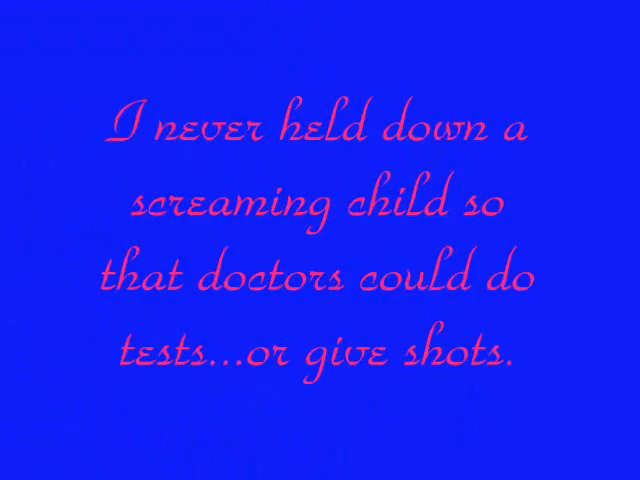 I never held down a
screaming child so
that doctors could do
tests...or give shots.